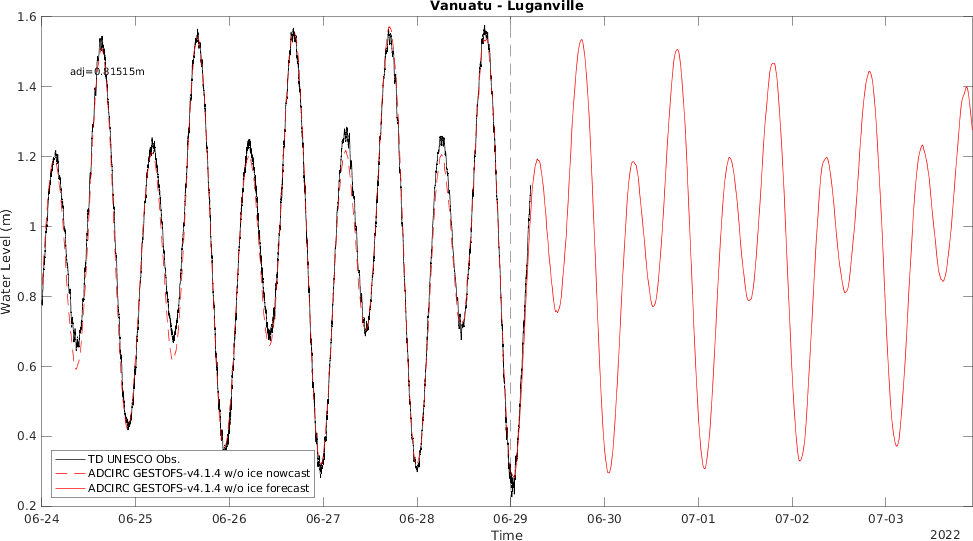 Vanuatu - Luganville
1.6
1.4
1.2
1
0.8
0.6
0.4
0.2
Water Level (m)
adj=0.81515m
TD UNESCO Obs.
ADCIRC GESTOFS-v4.1.4 w/o ice nowcast
ADCIRC GESTOFS-v4.1.4 w/o ice forecast
06-24 06-25 06-26 06-27 06-28 06-29 06-30 07-01 07-02 07-03
Time
2022